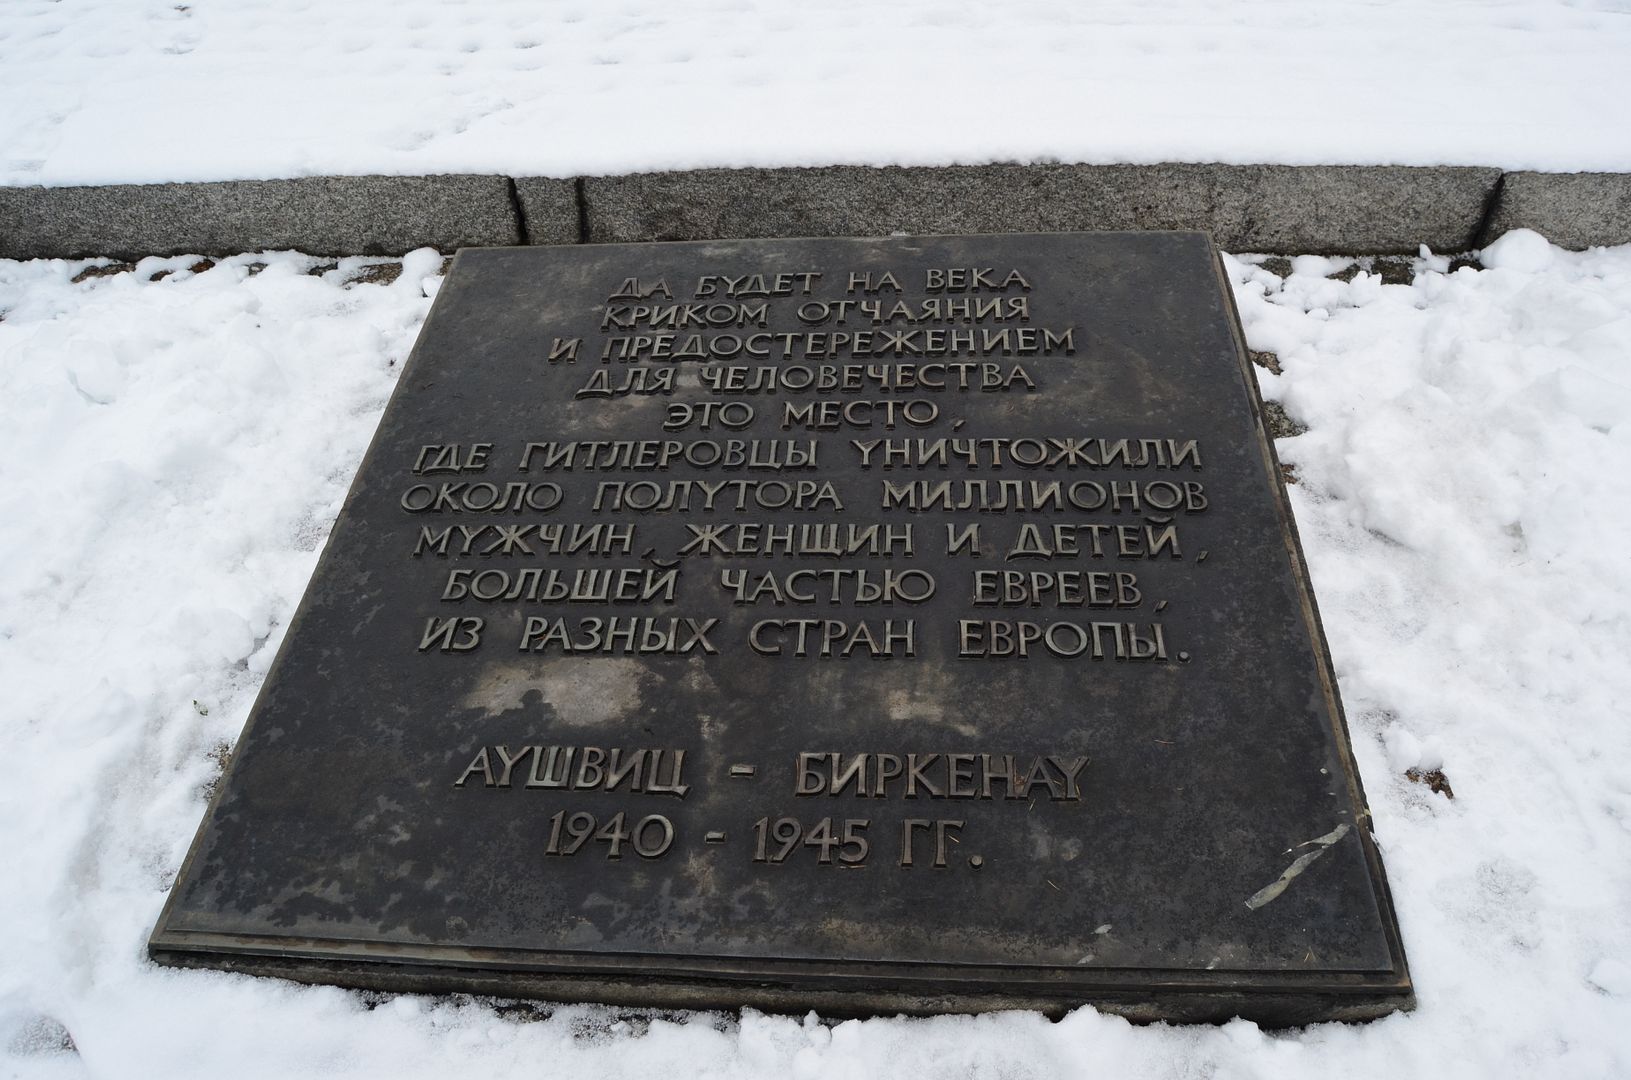 ДА БУДЕТ НА ВЕКА
КРИКОМ ОТЧАЯНИЯ
И ПРЕДОСТЕРЕЖЕНИЕМ
ДЛЯ ЧЕЛОВЕЧЕСТВА
ЭТО МЕСТО,
ГДЕ ГИТЛЕРОВЦЫ УНИЧТОЖИЛИ
ОКОЛО ПОЛУТОРА МИЛЛИОНОВ
МУЖЧИН, ЖЕНЩИН И ДЕТЕЙ,
БОЛЬШЕЙ ЧАСТЬЮ ЕВРЕЕВ,
ИЗ РАЗНЫХ СТРАН ЕВРОПЫ.
АУШВИЦ - БИРКЕНАУ
1940 - 1945 ГГ.